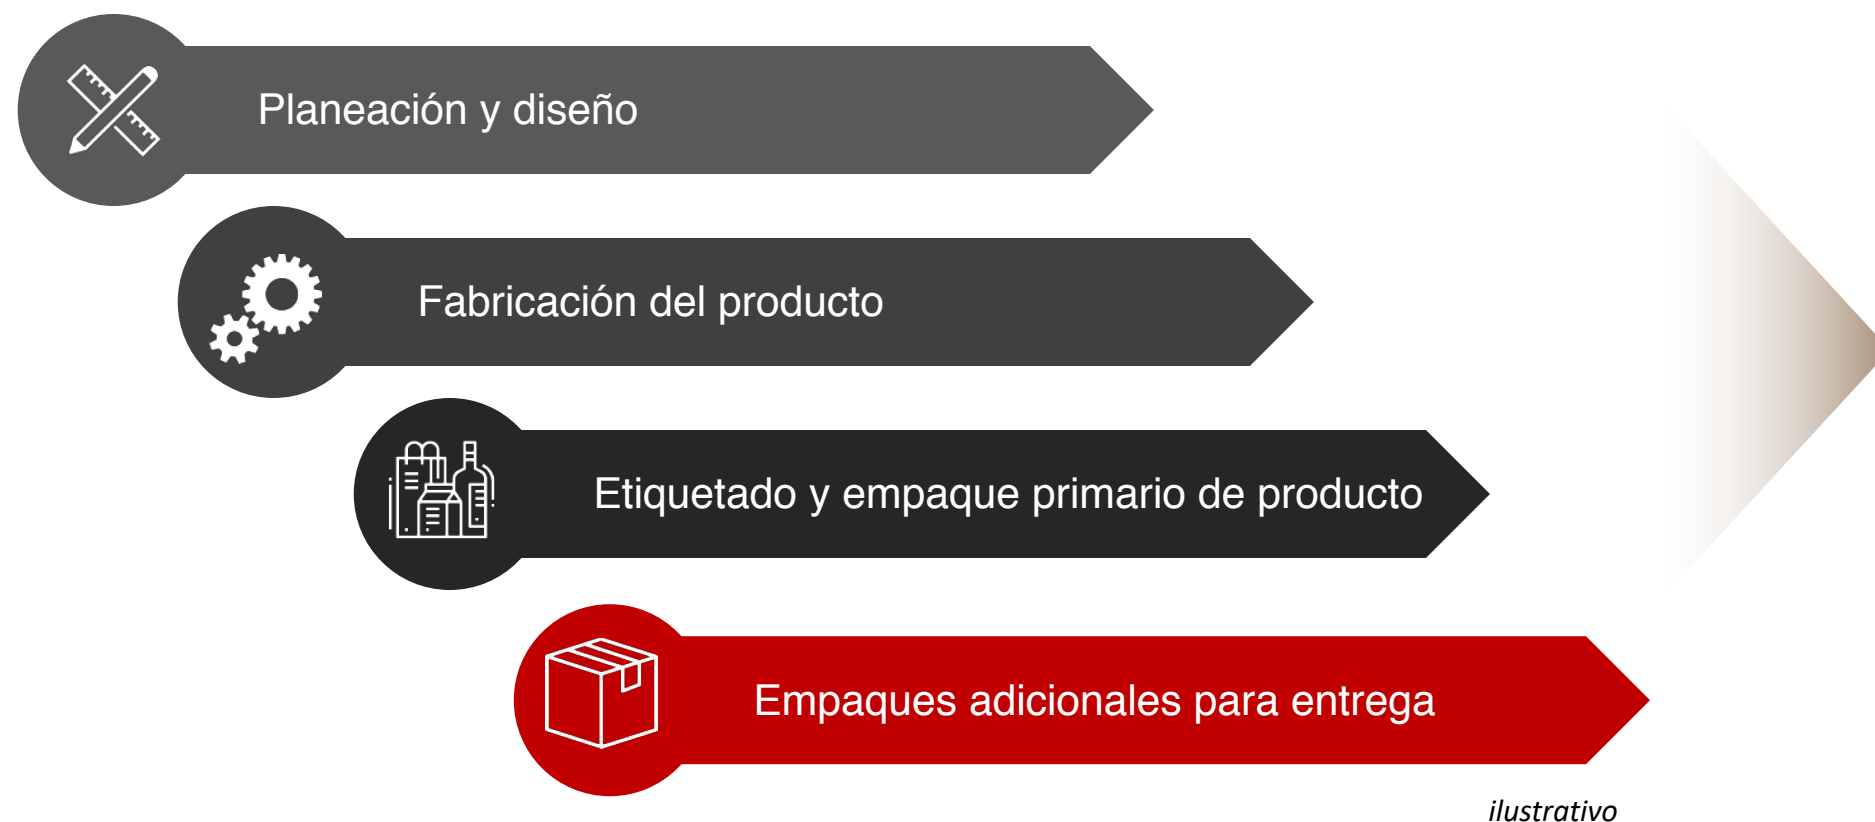 Planeación y diseño
Fabricación del producto
Etiquetado y empaque primario de producto
Empaques adicionales para entrega
ilustrativo